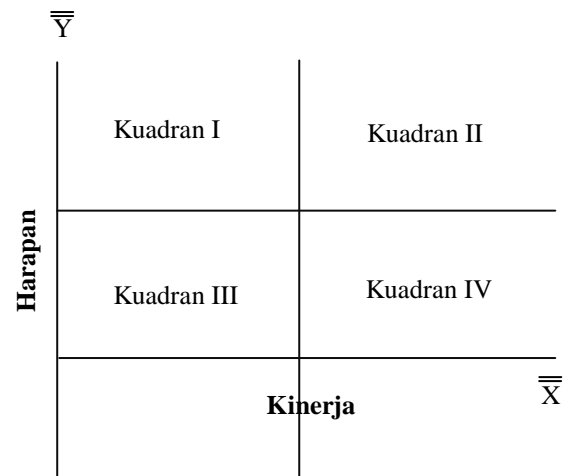 Y̿
Kuadran I
Kuadran II
Harapan
Kuadran III
Kuadran IV
X̿
Kinerja